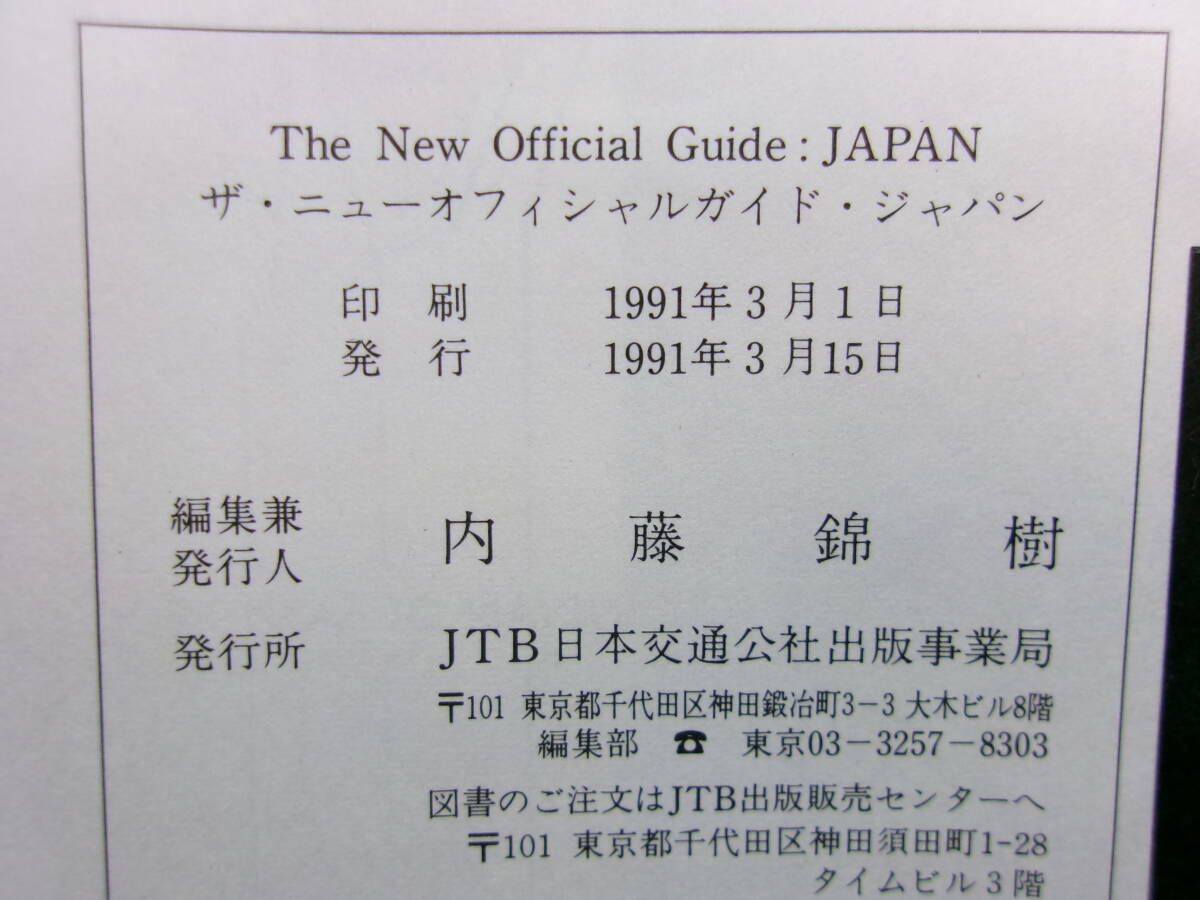 The New Official Guide : JAPAN
ザ・ニューオフィシャルガイド・ジャパン
印　刷　1991年3月1日
発　行　1991年3月15日
編集兼
発行人　内　藤　錦　樹
発行所　JTB日本交通公社出版事業局
〒101 東京都千代田区神田鍛冶町3−3 大木ビル8階
編集部　☎　東京03−3257−8303
図書のご注文はJTB出版販売センターへ
〒101 東京都千代田区神田須田町1-28
タイムビル3階